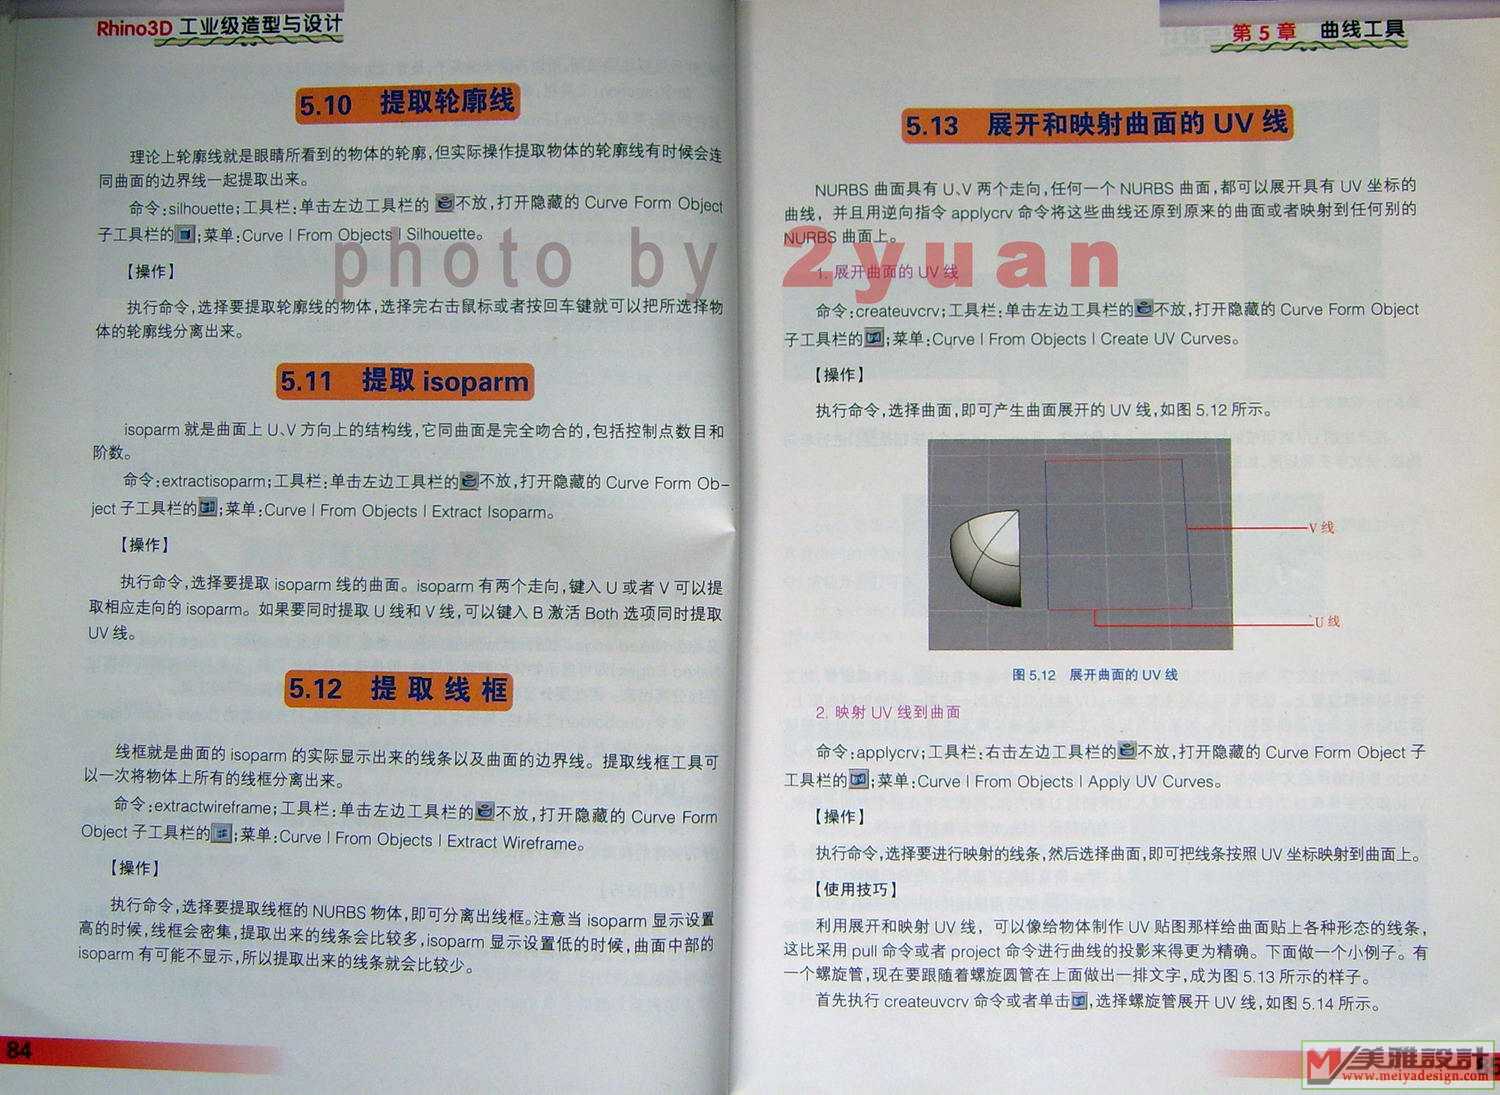 Rhino3D 工业级造型与设计
5.10 提取轮廓线
理论上轮廓线就是眼睛所看到的物体的轮廓,但实际操作提取物体的轮廓线有时候会连
同曲面的边界线一起提取出来。
命令:silhouette;工具栏:单击左边工具栏的不放,打开隐藏的 Curve Form Object
子工具栏的;菜单:Curve | From Objects | Silhouette。
【操作】
执行命令,选择要提取轮廓线的物体,选择完右击鼠标或者按回车键就可以把所选择物
体的轮廓线分离出来。
5.11 提取 isoparm
isoparm 就是曲面上 U、V 方向上的结构线,它同曲面是完全吻合的,包括控制点数目和
阶数。
命令:extractisoparm;工具栏:单击左边工具栏的不放,打开隐藏的 Curve Form Ob-
ject 子工具栏的;菜单:Curve | From Objects | Extract Isoparm。
【操作】
执行命令,选择要提取 isoparm 线的曲面。isoparm 有两个走向,键入 U 或者 V 可以提
取相应走向的 isoparm。如果要同时提取 U 线和 V 线,可以键入 B 激活 Both 选项同时提取
UV 线。
5.12 提取线框
线框就是曲面的 isoparm 的实际显示出来的线条以及曲面的边界线。提取线框工具可
以一次将物体上所有的线框分离出来。
命令:extractwireframe;工具栏:单击左边工具栏的不放,打开隐藏的 Curve Form
Object 子工具栏的;菜单:Curve | From Objects | Extract Wireframe。
【操作】
执行命令,选择要提取线框的 NURBS 物体,即可分离出线框。注意当 isoparm 显示设置
高的时候,线框会密集,提取出来的线条会比较多,isoparm 显示设置低的时候,曲面中部的
isoparm 有可能不显示,所以提取出来的线条就会比较少。
84
第 5 章 曲线工具
5.13 展开和映射曲面的 UV 线
NURBS 曲面具有 U、V 两个走向,任何一个 NURBS 曲面,都可以展开具有 UV 坐标的
曲线，并且用逆向指令 applycrv 命令将这些曲线还原到原来的曲面或者映射到任何别的
NURBS 曲面上。
photo by 2yuan
1. 展开曲面的 UV 线
命令:createuvcrv;工具栏:单击左边工具栏的不放,打开隐藏的 Curve Form Object
子工具栏的;菜单:Curve | From Objects | Create UV Curves。
【操作】
执行命令,选择曲面,即可产生曲面展开的 UV 线,如图 5.12 所示。
V 线
U 线
图 5.12 展开曲面的 UV 线
2. 映射 UV 线到曲面
命令:applycrv;工具栏:右击左边工具栏的不放,打开隐藏的 Curve Form Object 子
工具栏的;菜单:Curve | From Objects | Apply UV Curves。
【操作】
执行命令,选择要进行映射的线条,然后选择曲面,即可把线条按照 UV 坐标映射到曲面上。
【使用技巧】
利用展开和映射 UV 线，可以像给物体制作 UV 贴图那样给曲面贴上各种形态的线条,
这比采用 pull 命令或者 project 命令进行曲线的投影来得更为精确。下面做一个小例子。有
一个螺旋管,现在要跟随着螺旋圆管在上面做出一排文字,成为图 5.13 所示的样子。
首先执行 createuvcrv 命令或者单击,选择螺旋管展开 UV 线,如图 5.14 所示。
美雅設計
www.meiyadesign.com